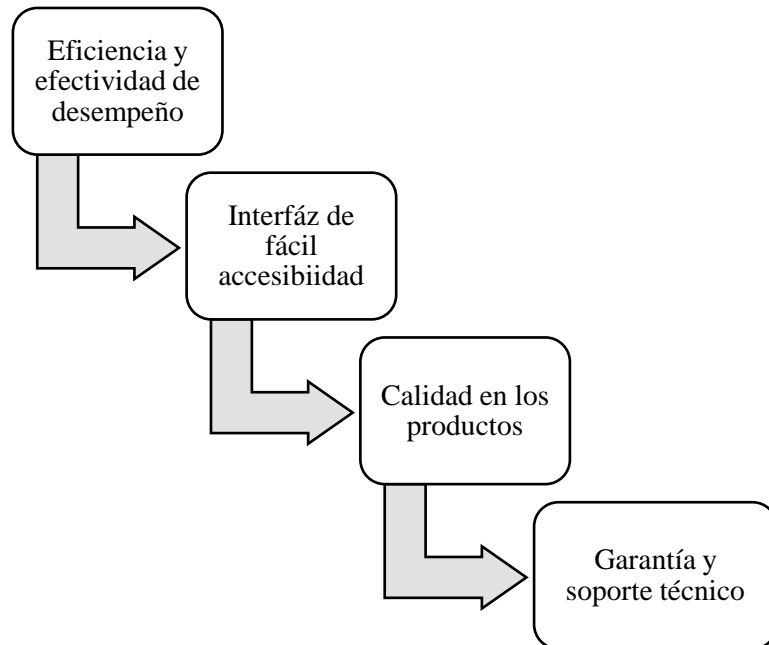 Eficiencia y
efectividad de
desempeño
Interfáz de
fácil
accesibiidad
Calidad en los
productos
Garantía y
soporte técnico